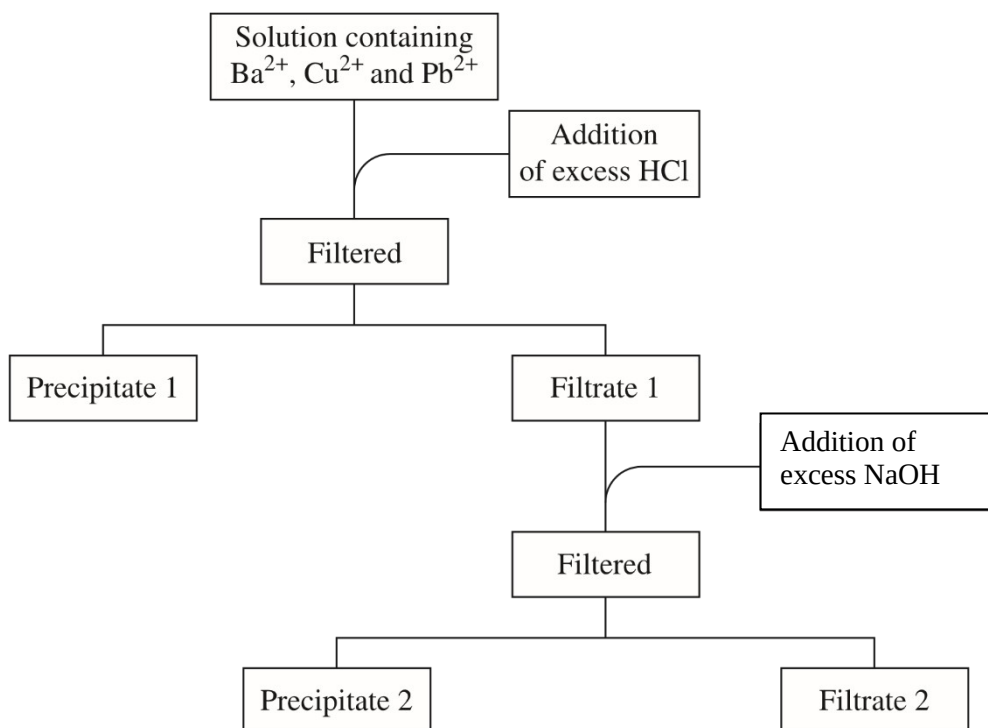 Solution containing
Ba²⁺, Cu²⁺ and Pb²⁺
Addition
of excess HCl
Filtered
Precipitate 1
Filtrate 1
Addition of
excess NaOH
Filtered
Precipitate 2
Filtrate 2